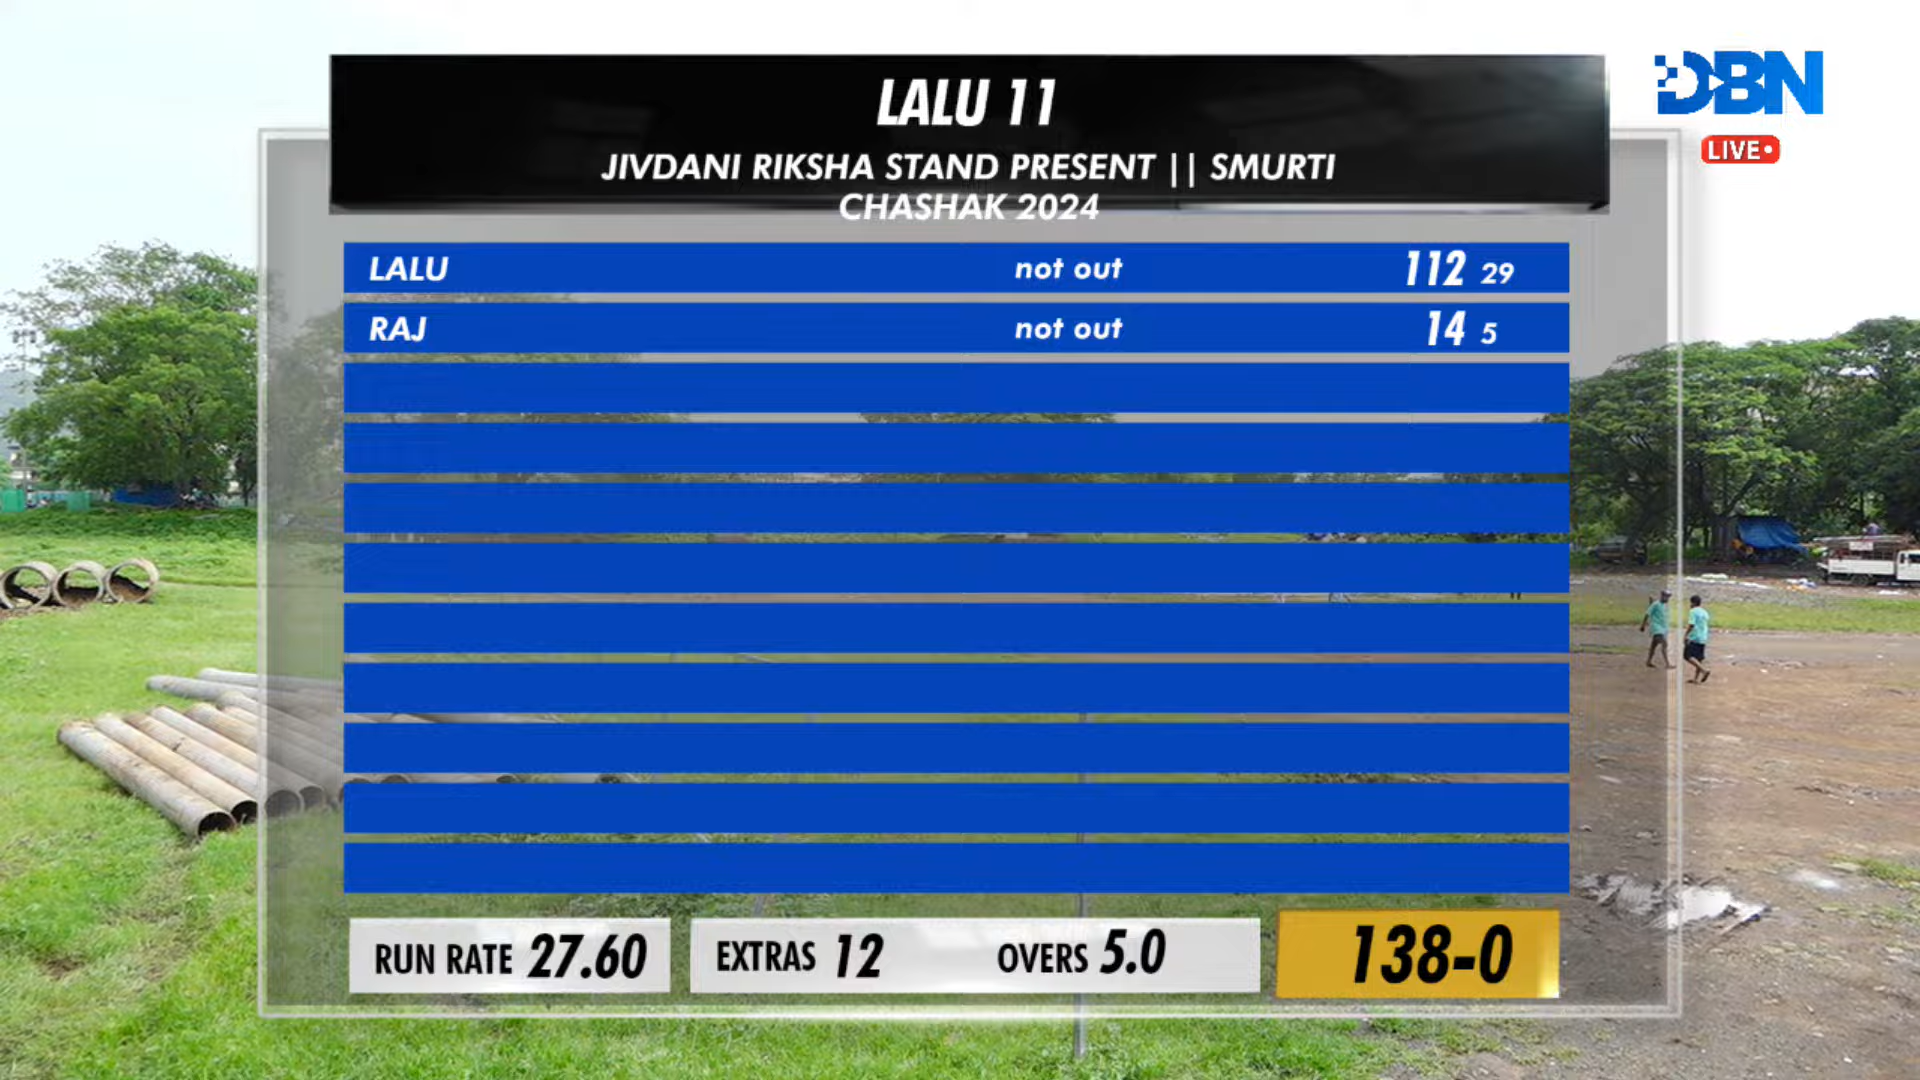 LALU 11
DBN
LIVE
JIVDANI RIKSHA STAND PRESENT || SMURTI
CHASHAK 2024
LALU not out 112 29
RAJ not out 14 5
RUN RATE 27.60 EXTRAS 12 OVERS 5.0 138-0